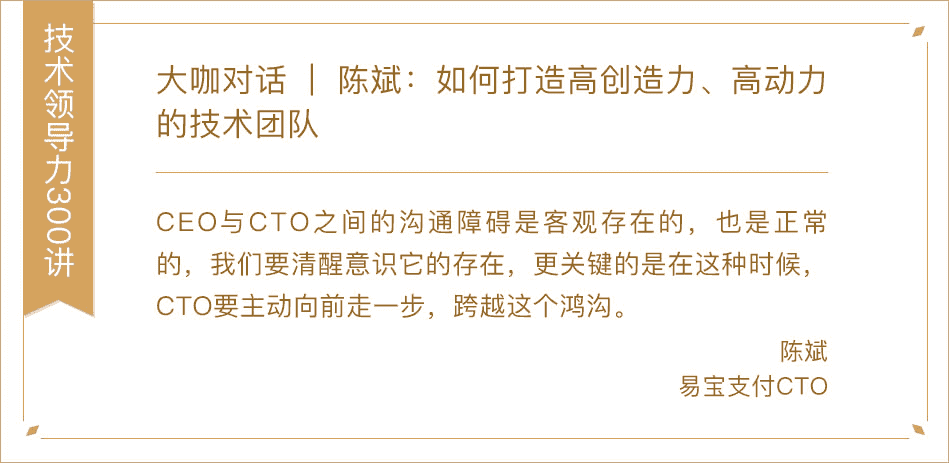 技术领导力300讲
大咖对话 | 陈斌：如何打造高创造力、高动力
的技术团队
CEO与CTO之间的沟通障碍是客观存在的，也是正常
的，我们要清醒意识它的存在，更关键的是在这种时候，
CTO要主动向前走一步，跨越这个鸿沟。
陈斌
易宝支付CTO